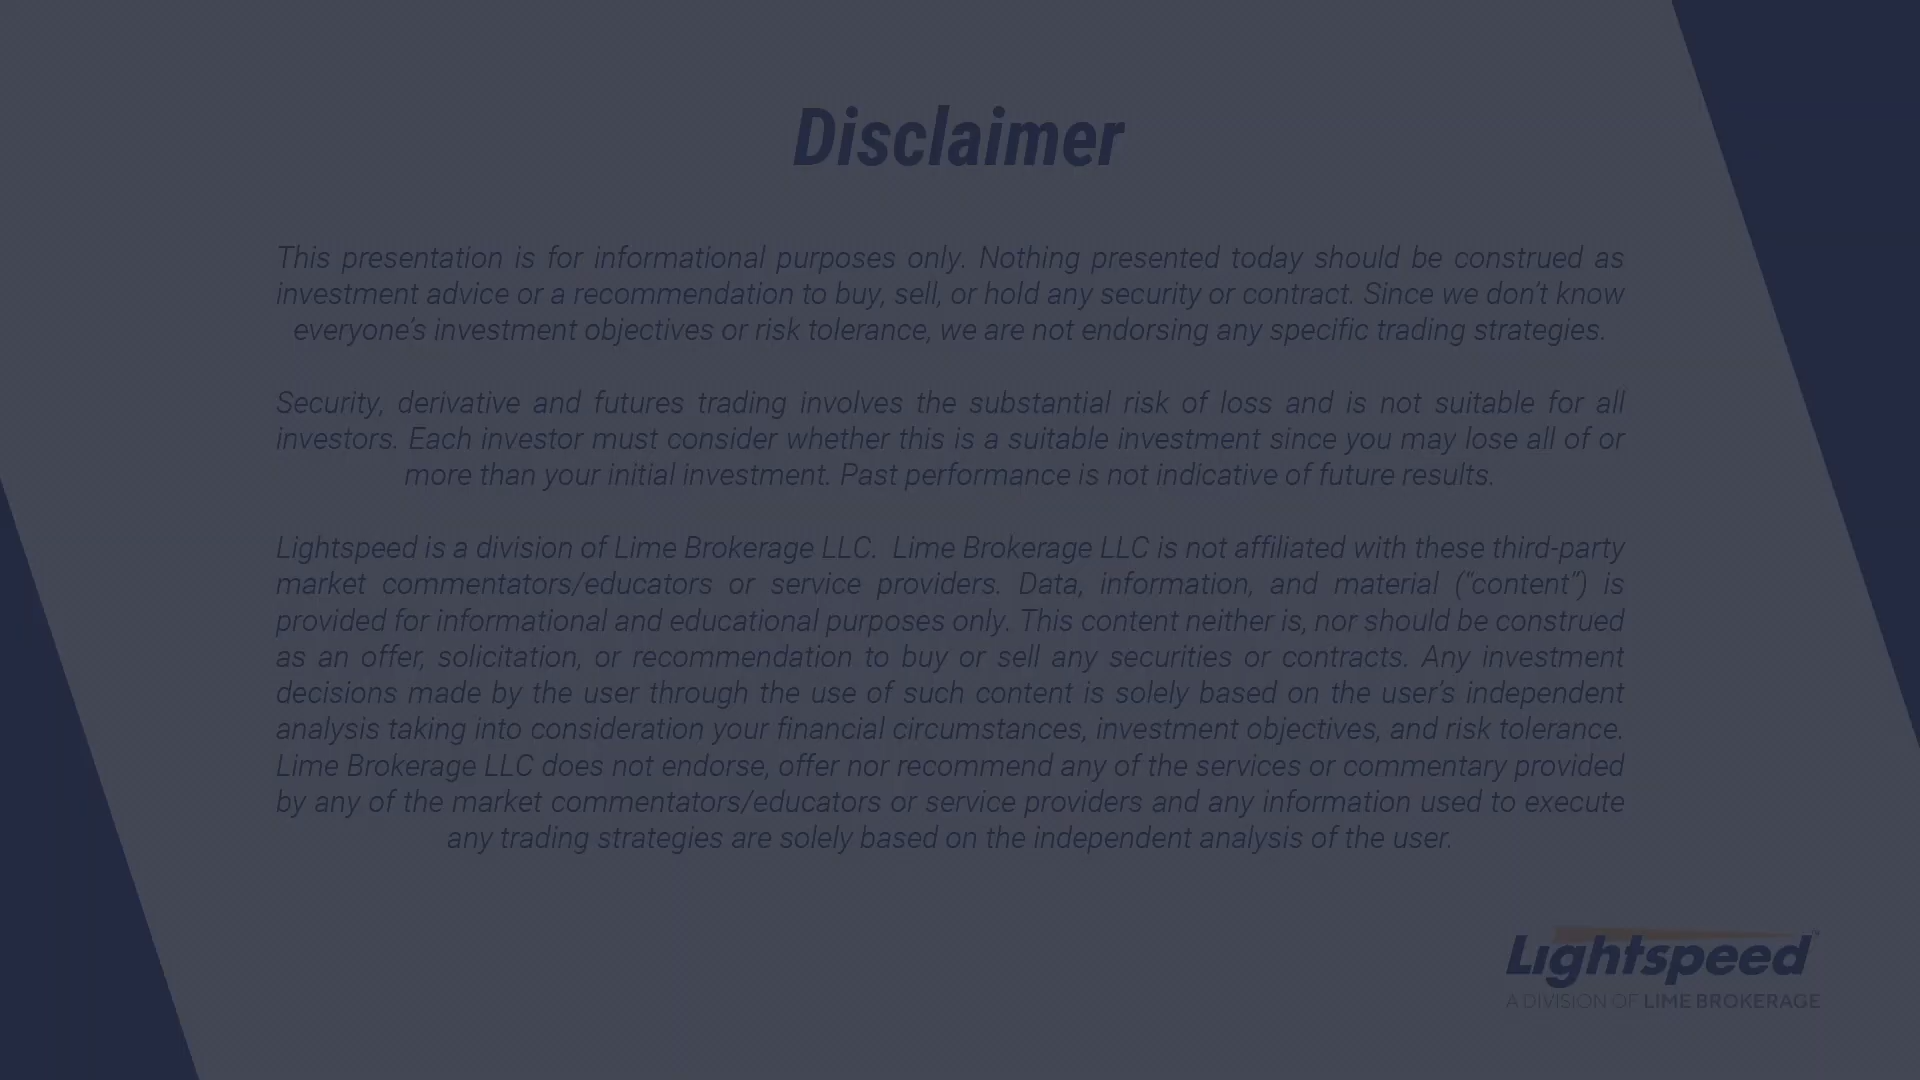 Disclaimer
This presentation is for informational purposes only. Nothing presented today should be construed as
investment advice or a recommendation to buy, sell, or hold any security or contract. Since we don’t know
everyone’s investment objectives or risk tolerance, we are not endorsing any specific trading strategies.
Security, derivative and futures trading involves the substantial risk of loss and is not suitable for all
investors. Each investor must consider whether this is a suitable investment since you may lose all of or
more than your initial investment. Past performance is not indicative of future results.
Lightspeed is a division of Lime Brokerage LLC. Lime Brokerage LLC is not affiliated with these third-party
market commentators/educators or service providers. Data, information, and material (“content”) is
provided for informational and educational purposes only. This content neither is, nor should be construed
as an offer, solicitation, or recommendation to buy or sell any securities or contracts. Any investment
decisions made by the user through the use of such content is solely based on the user’s independent
analysis taking into consideration your financial circumstances, investment objectives, and risk tolerance.
Lime Brokerage LLC does not endorse, offer nor recommend any of the services or commentary provided
by any of the market commentators/educators or service providers and any information used to execute
any trading strategies are solely based on the independent analysis of the user.
Lightspeed
A DIVISION OF LIME BROKERAGE